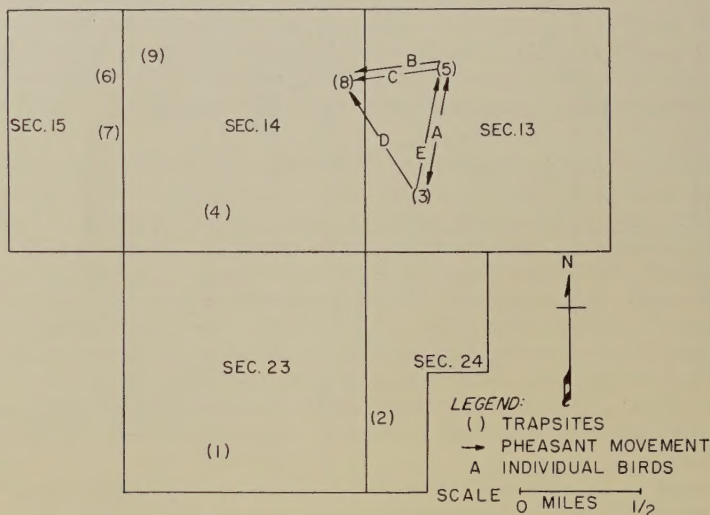 (9)
(6)
B
(5)
(8)
C
SEC. 15
(7)
SEC. 14
D
E
A
SEC. 13
(3)
(4)
N
SEC. 23
SEC. 24
LEGEND:
( ) TRAPSITES
→ PHEASANT MOVEMENT
A INDIVIDUAL BIRDS
(2)
(1)
SCALE 0 MILES 1/2